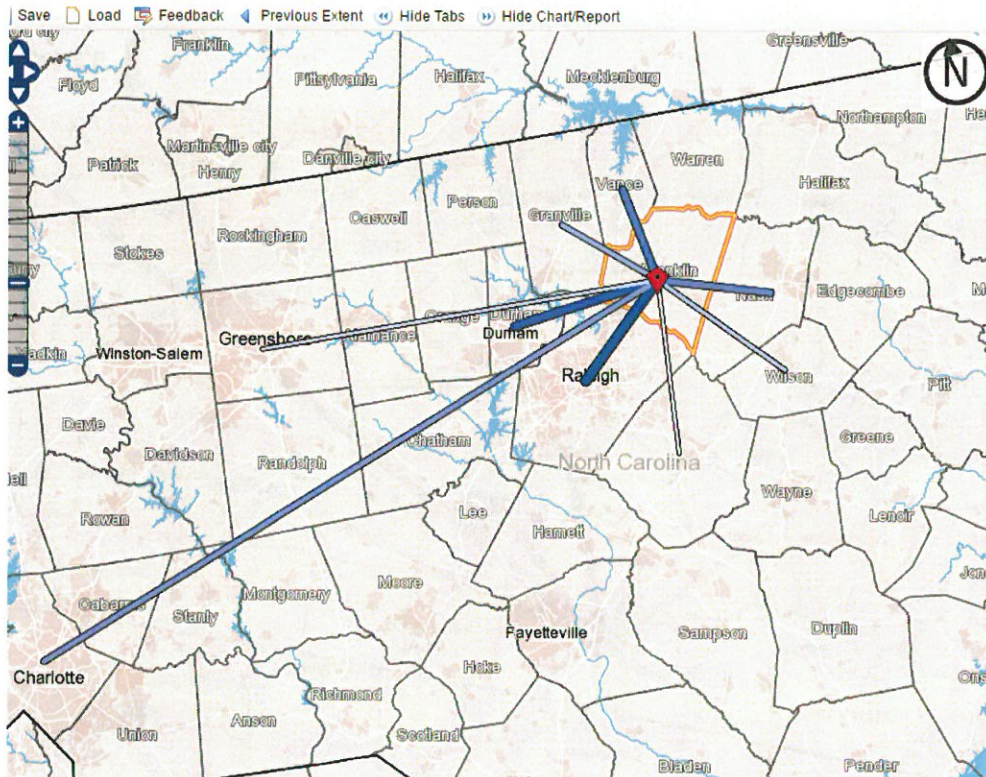 Save Load Feedback Previous Extent Hide Tabs Hide Chart/Report
N
Franklin
Greensville
Floyd
Pittsylvania
Halifax
Mecklenburg
Northampton
Patrick
Martinsville city
Henry
Danville city
Warren
Halifax
Vance
Person
Granville
Caswell
Rockingham
Stokes
Nash
Edgecombe
Durham
Greensboro
Winston-Salem
Durham
Raleigh
Wilson
Pitt
Davie
Davidson
Randolph
Chatham
North Carolina
Greene
Wayne
Lenoir
Rowan
Lee
Harnett
Cabarrus
Stanly
Montgomery
Moore
Fayetteville
Sampson
Duplin
Charlotte
Hoke
Richmond
Union
Anson
Scotland
Bladen
Pender